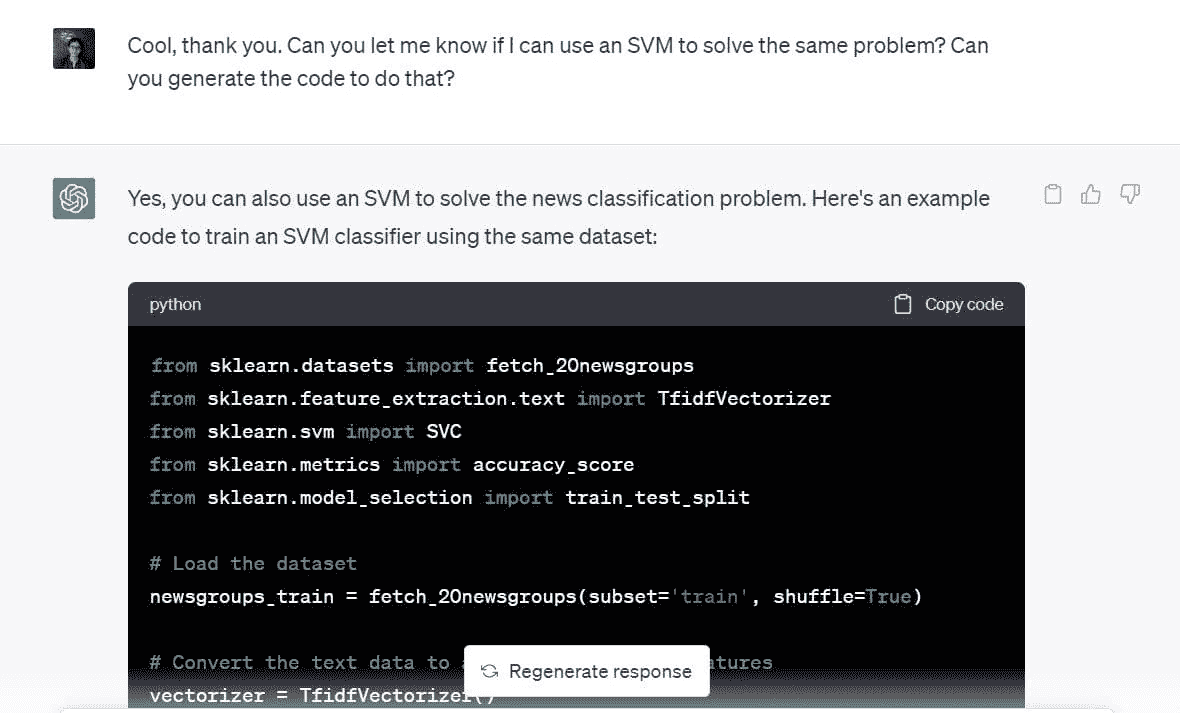 Cool, thank you. Can you let me know if I can use an SVM to solve the same problem? Can
you generate the code to do that?
Yes, you can also use an SVM to solve the news classification problem. Here's an example
code to train an SVM classifier using the same dataset:
python
Copy code
from sklearn.datasets import fetch_20newsgroups
from sklearn.feature_extraction.text import TfidfVectorizer
from sklearn.svm import SVC
from sklearn.metrics import accuracy_score
from sklearn.model_selection import train_test_split
# Load the dataset
newsgroups_train = fetch_20newsgroups(subset='train', shuffle=True)
# Convert the text data to
Regenerate response
vectorizer = TfidfVectorizer()